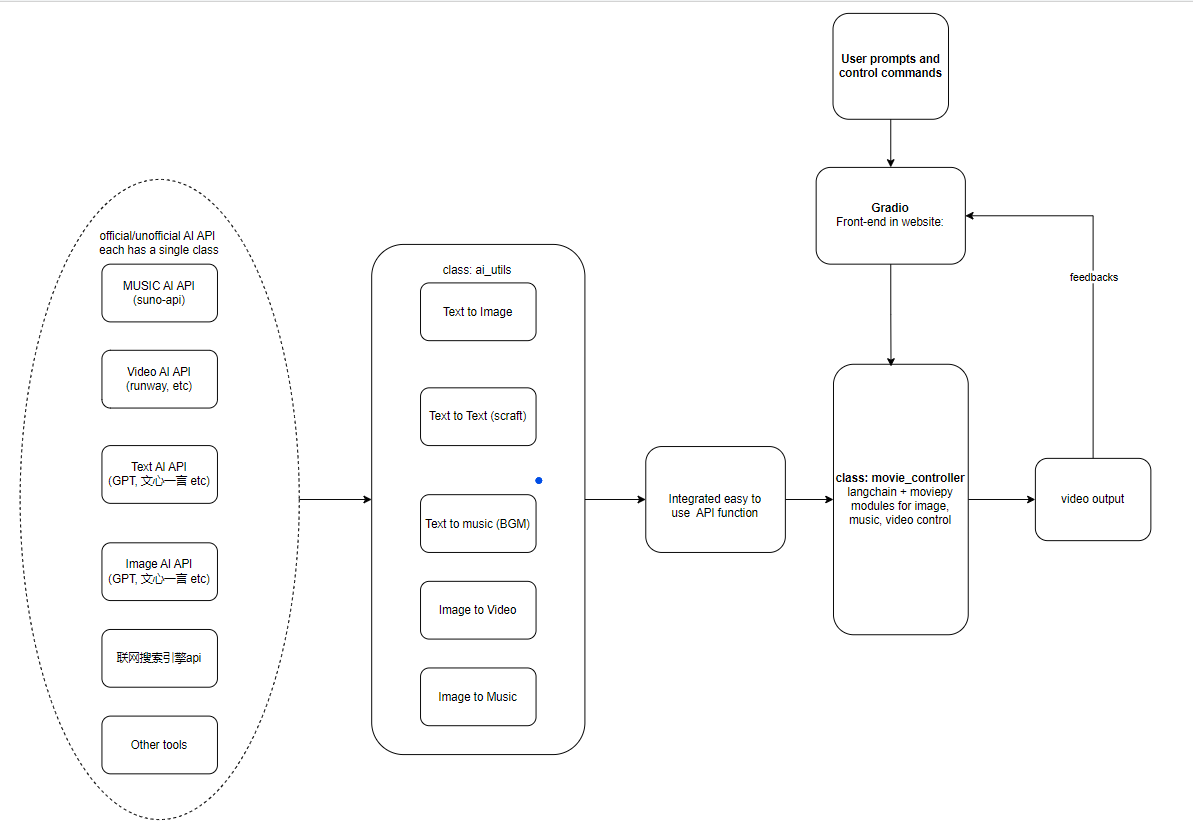 User prompts and
control commands
Gradio
Front-end in website:
feedbacks
official/unofficial AI API
each has a single class
MUSIC AI API
(suno-api)
Video AI API
(runway, etc)
Text AI API
(GPT, 文心一言 etc)
Image AI API
(GPT, 文心一言 etc)
联网搜索引擎api
Other tools
class: ai_utils
Text to Image
Text to Text (scraft)
Text to music (BGM)
Image to Video
Image to Music
Integrated easy to
use API function
class: movie_controller
langchain + moviepy
modules for image,
music, video control
video output